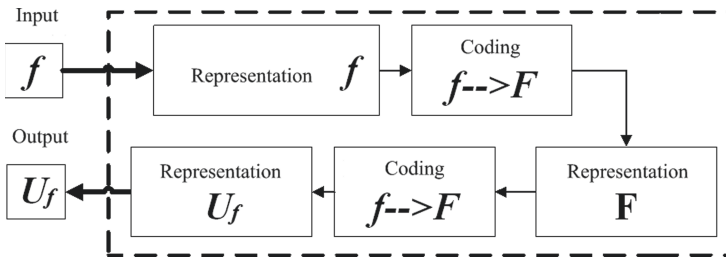 Input
f
Representation f
Coding
f-->F
Output
Uf
Representation
Uf
Coding
f-->F
Representation
F